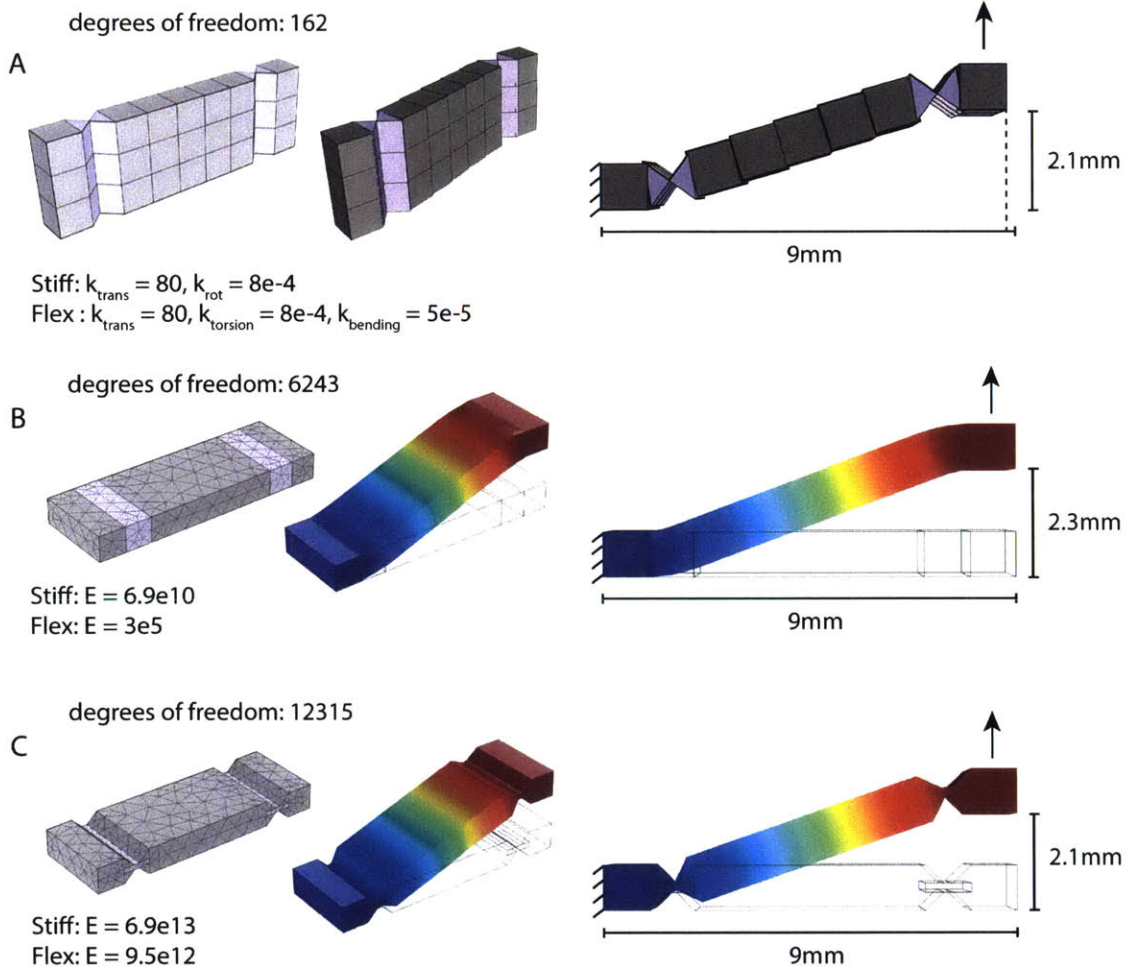 degrees of freedom: 162
A
2.1mm
9mm
Stiff: k_trans = 80, k_rot = 8e-4
Flex : k_trans = 80, k_torsion = 8e-4, k_bending = 5e-5
degrees of freedom: 6243
B
2.3mm
Stiff: E = 6.9e10
Flex: E = 3e5
9mm
degrees of freedom: 12315
C
2.1mm
Stiff: E = 6.9e13
Flex: E = 9.5e12
9mm